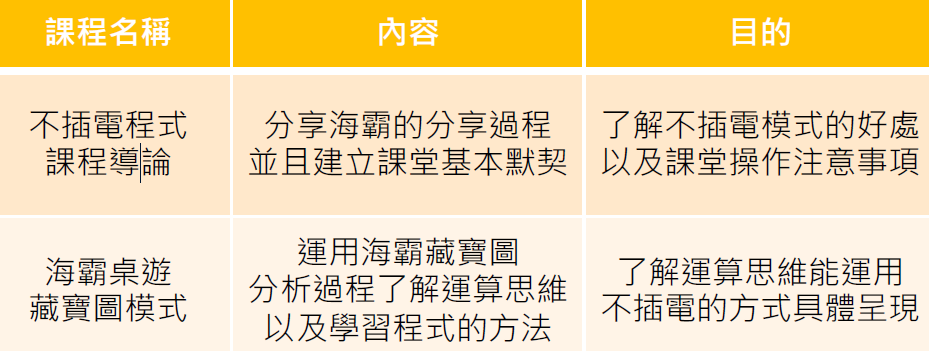 課程名稱
內容
目的
不插電程式
課程導論
分享海霸的分享過程
並且建立課堂基本默契
了解不插電模式的好處
以及課堂操作注意事項
海霸桌遊
藏寶圖模式
運用海霸藏寶圖
分析過程了解運算思維
以及學習程式的方法
了解運算思維能運用
不插電的方式具體呈現